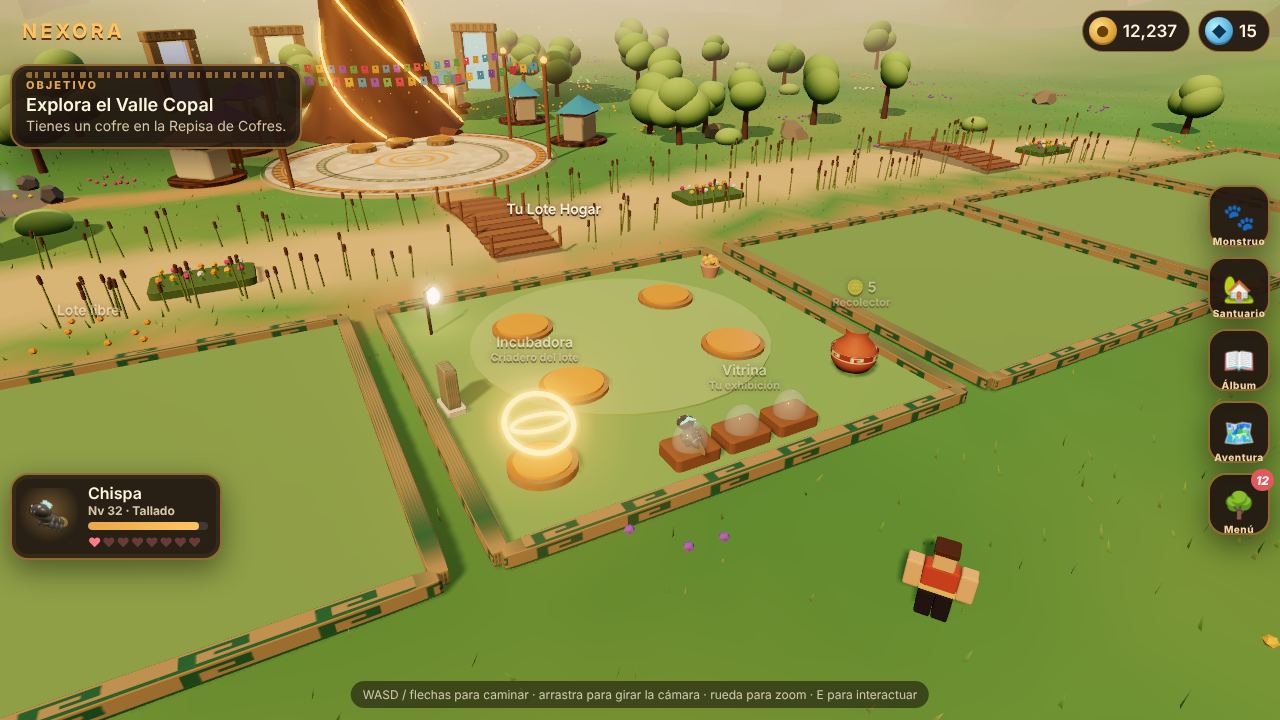 NEXORA
12,237
15
OBJETIVO
Explora el Valle Copal
Tienes un cofre en la Repisa de Cofres.
Tu Lote Hogar
Lote libre
5
Recolector
Incubadora
Criadero del lote
Vitrina
Tu exhibición
Monstruo
Santuario
Álbum
Aventura
12
Menú
Chispa
Nv 32 · Tallado
WASD / flechas para caminar · arrastra para girar la cámara · rueda para zoom · E para interactuar